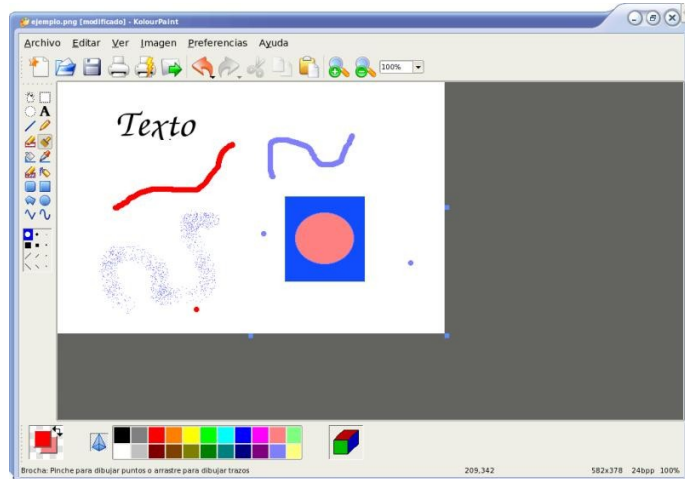 ejemplo.png [modificado] - KolourPaint
Archivo Editar Ver Imagen Preferencias Ayuda
100%
A
Texto
Brocha: Pinche para dibujar puntos o arrastre para dibujar trazos 209,342 582x378 24bpp 100%